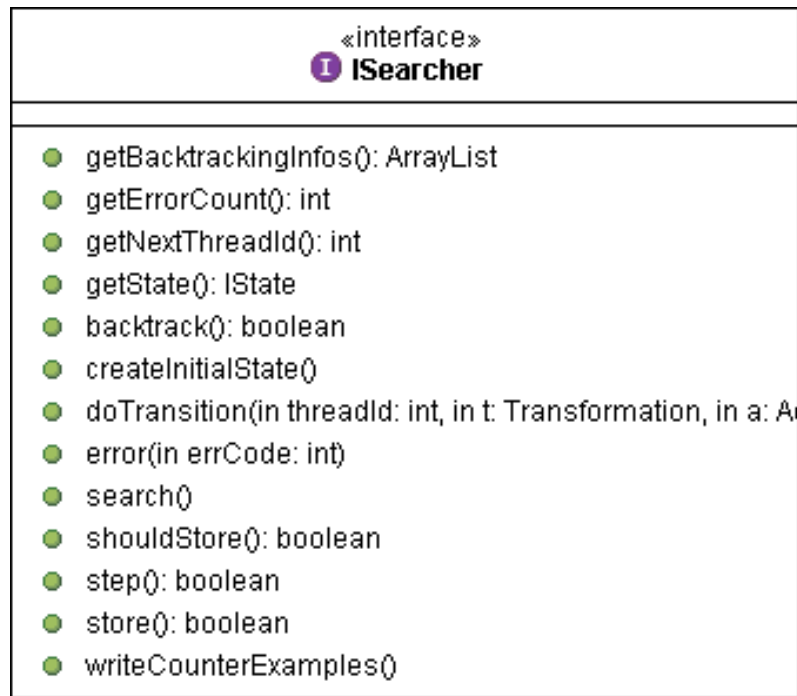 «interface»
I ISearcher
getBacktrackingInfos(): ArrayList
getErrorCount(): int
getNextThreadId(): int
getState(): IState
backtrack(): boolean
createInitialState()
doTransition(in threadId: int, in t: Transformation, in a:
error(in errCode: int)
search()
shouldStore(): boolean
step(): boolean
store(): boolean
writeCounterExamples()